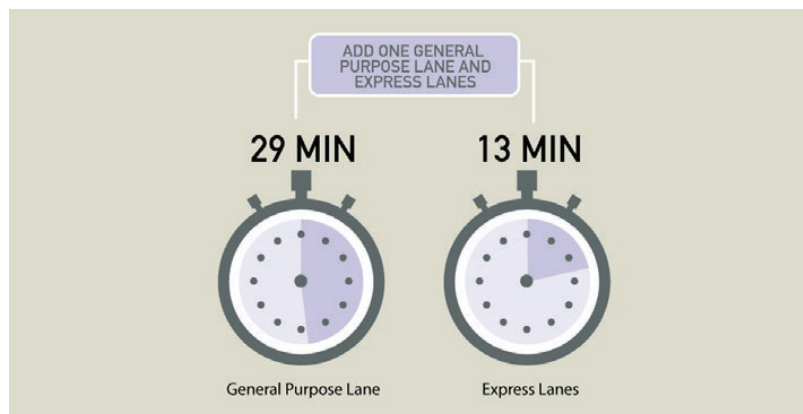 ADD ONE GENERAL
PURPOSE LANE AND
EXPRESS LANES
29 MIN
13 MIN
General Purpose Lane
Express Lanes